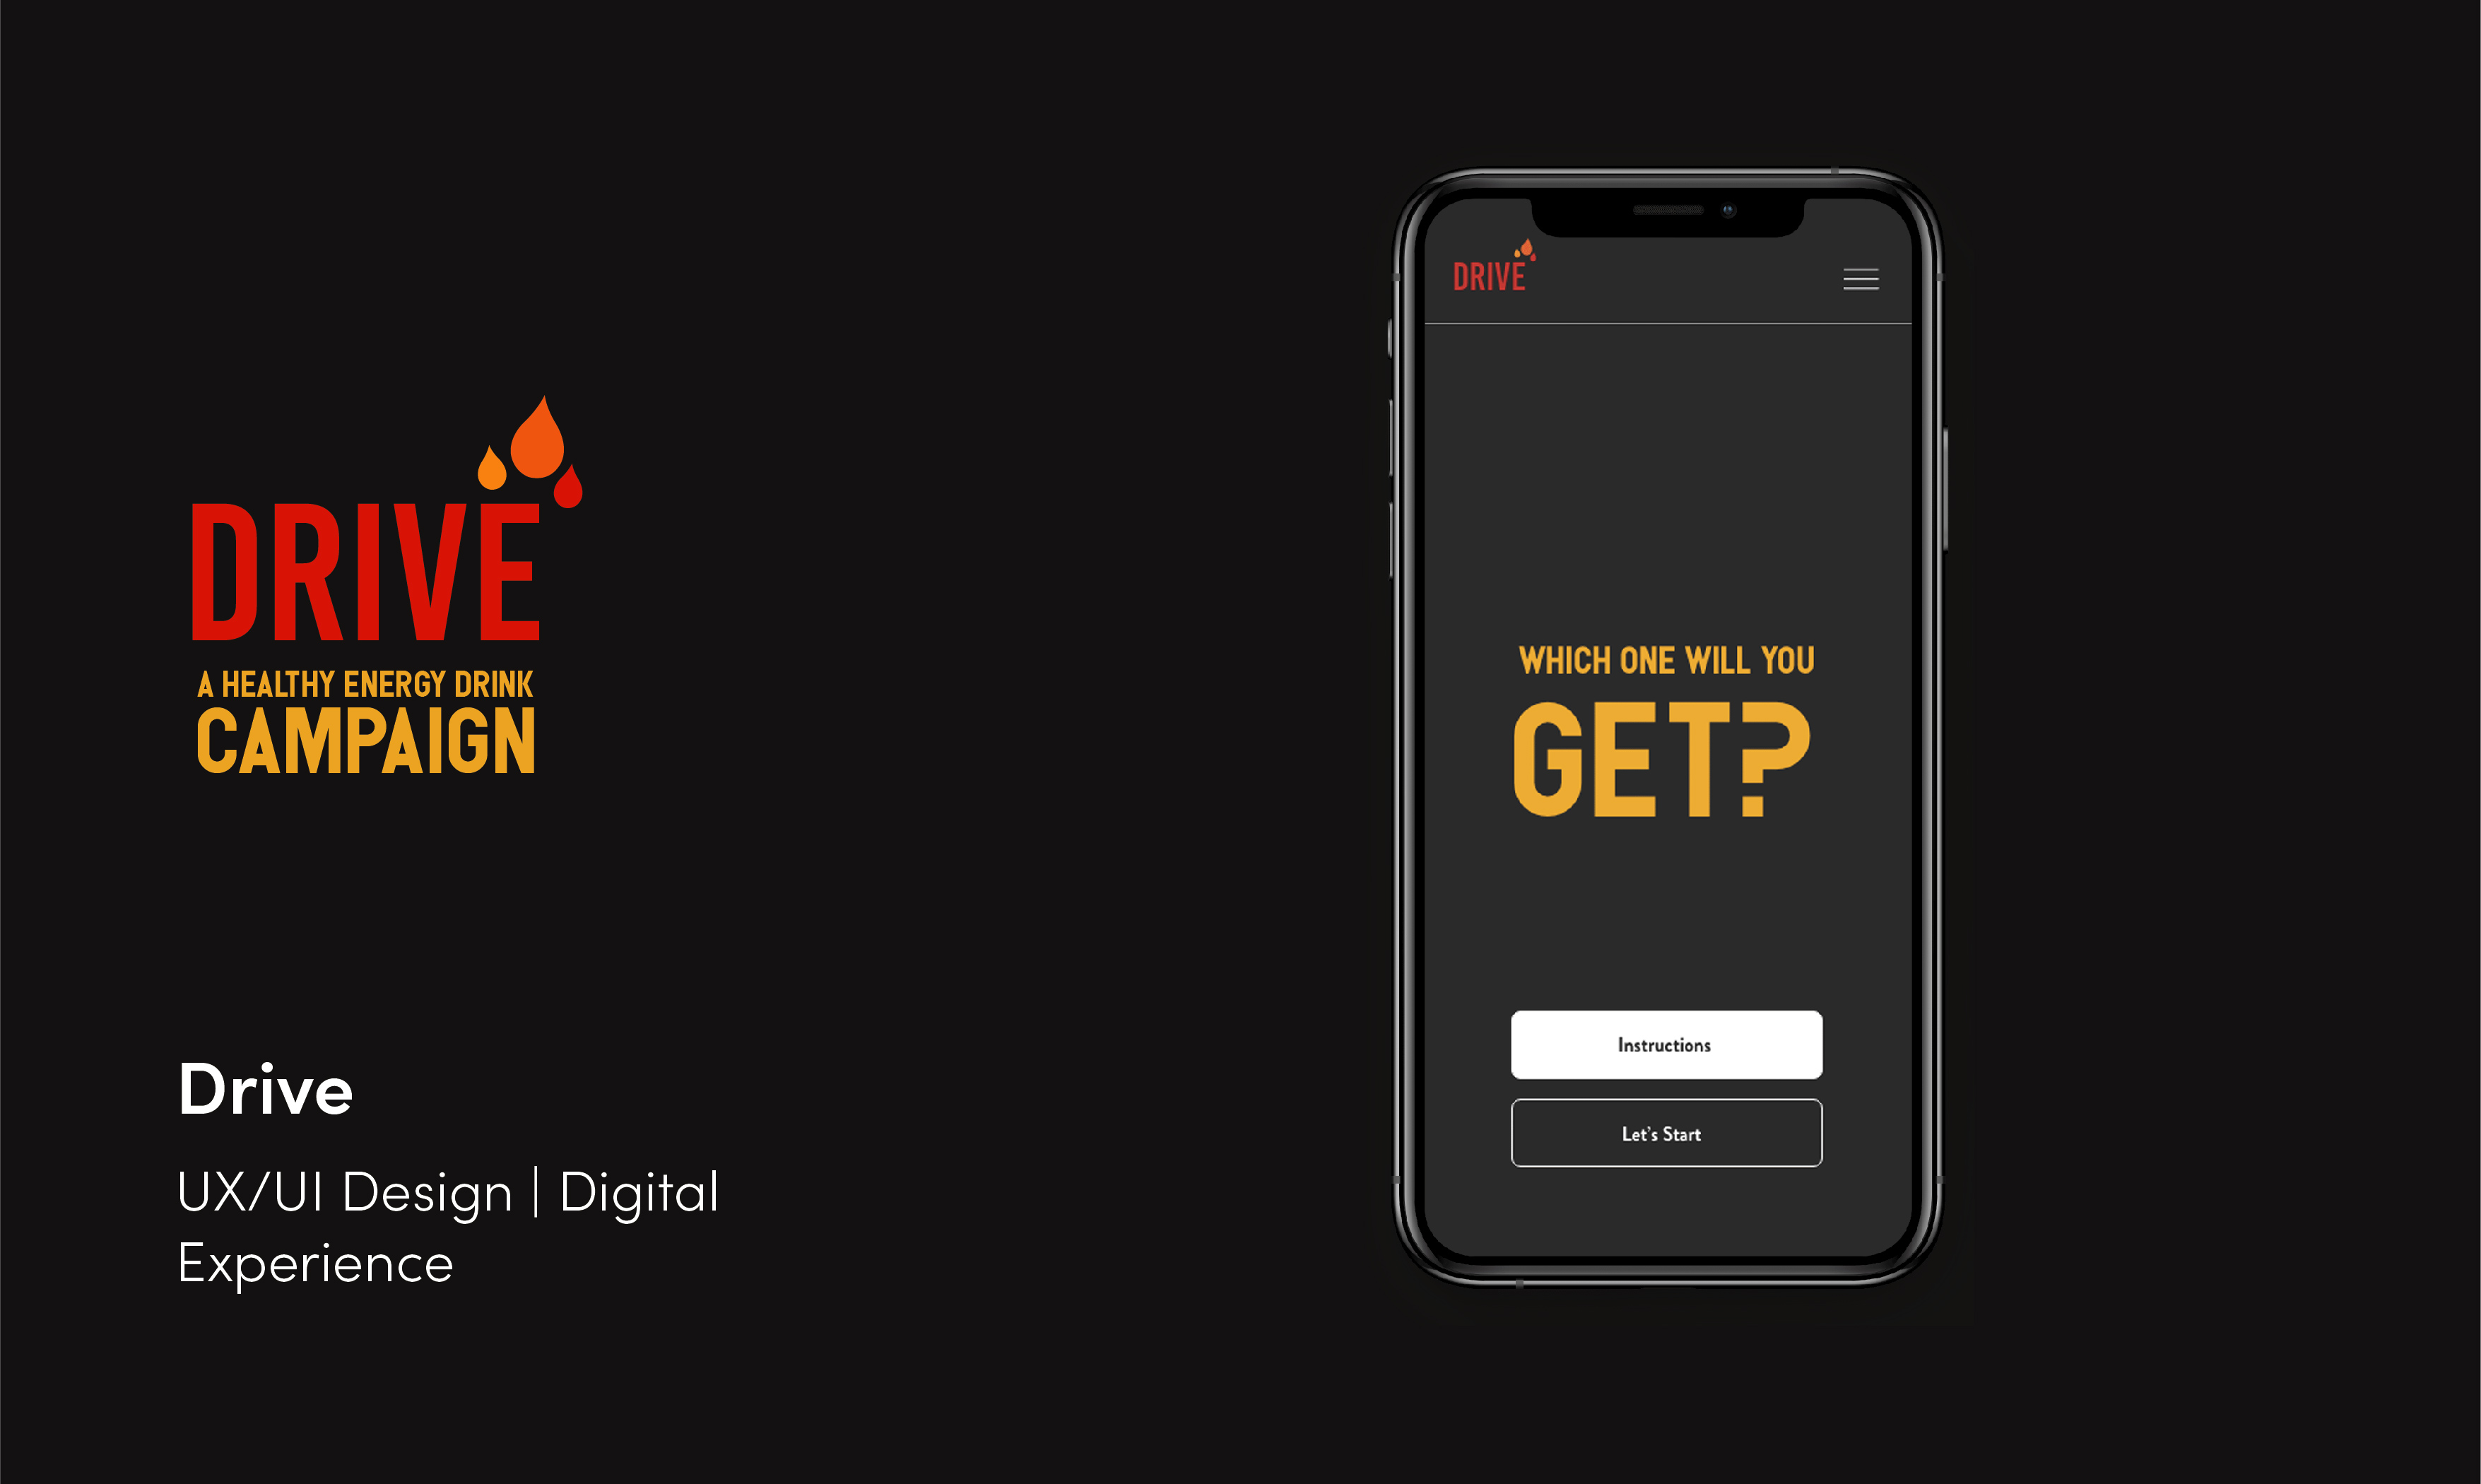 DRIVE
A HEALTHY ENERGY DRINK
CAMPAIGN
Drive
UX/UI Design | Digital
Experience
DRIVE
WHICH ONE WILL YOU
GET?
Instructions
Let's Start